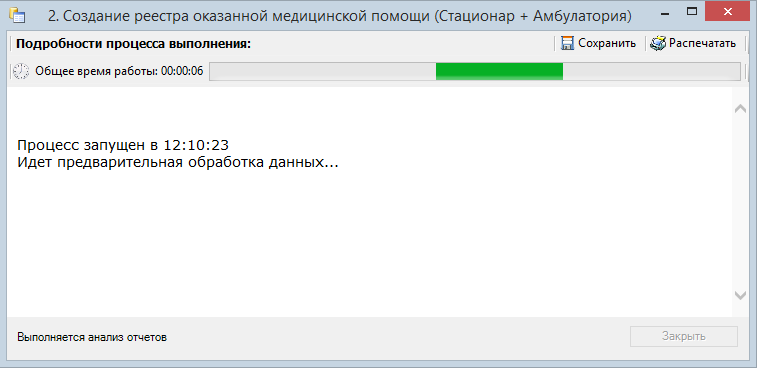 2. Создание реестра оказанной медицинской помощи (Стационар + Амбулатория)
Подробности процесса выполнения: Сохранить Распечатать
Общее время работы: 00:00:06
Процесс запущен в 12:10:23
Идет предварительная обработка данных...
Выполняется анализ отчетов Закрыть